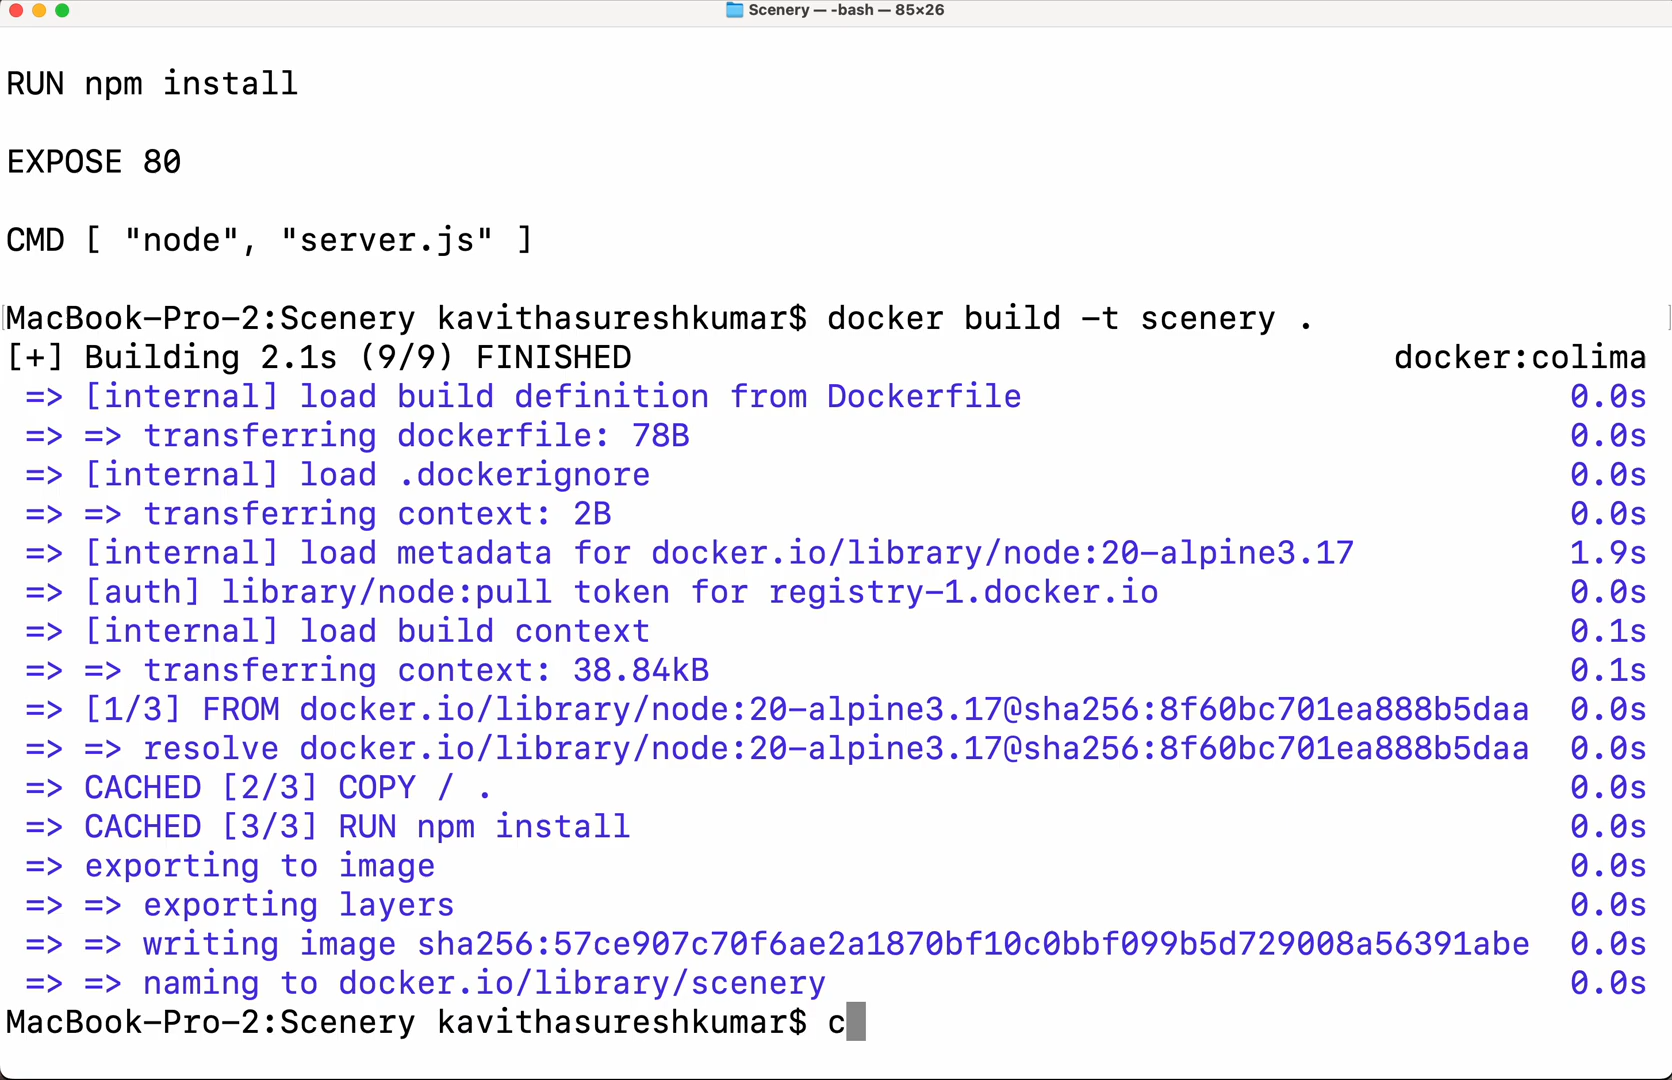 Scenery — -bash — 85×26
RUN npm install
EXPOSE 80
CMD [ "node", "server.js" ]
MacBook-Pro-2:Scenery kavithasureshkumar$ docker build -t scenery .
[+] Building 2.1s (9/9) FINISHED docker:colima
=> [internal] load build definition from Dockerfile 0.0s
=> => transferring dockerfile: 78B 0.0s
=> [internal] load .dockerignore 0.0s
=> => transferring context: 2B 0.0s
=> [internal] load metadata for docker.io/library/node:20-alpine3.17 1.9s
=> [auth] library/node:pull token for registry-1.docker.io 0.0s
=> [internal] load build context 0.1s
=> => transferring context: 38.84kB 0.1s
=> [1/3] FROM docker.io/library/node:20-alpine3.17@sha256:8f60bc701ea888b5daa 0.0s
=> => resolve docker.io/library/node:20-alpine3.17@sha256:8f60bc701ea888b5daa 0.0s
=> CACHED [2/3] COPY / . 0.0s
=> CACHED [3/3] RUN npm install 0.0s
=> exporting to image 0.0s
=> => exporting layers 0.0s
=> => writing image sha256:57ce907c70f6ae2a1870bf10c0bbf099b5d729008a56391abe 0.0s
=> => naming to docker.io/library/scenery 0.0s
MacBook-Pro-2:Scenery kavithasureshkumar$ c